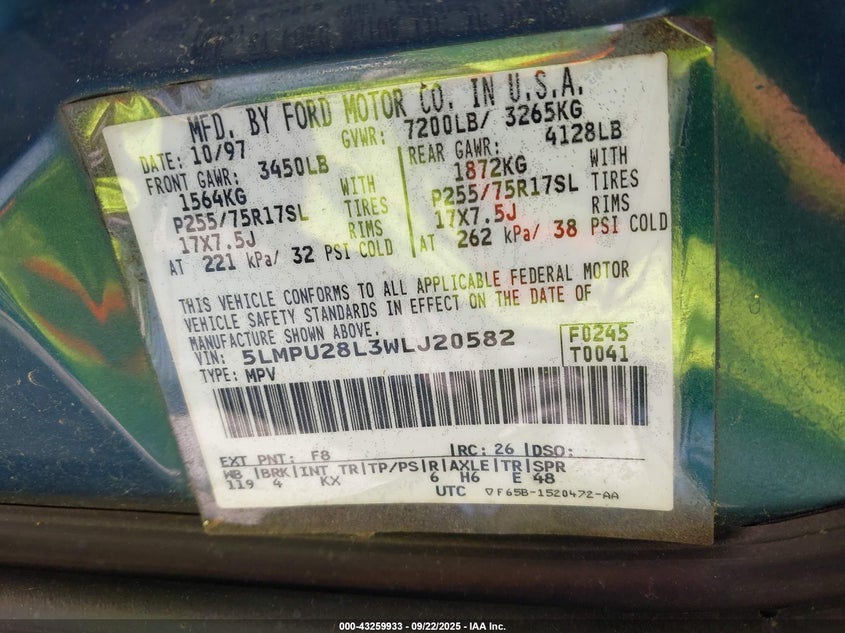 MFD. BY FORD MOTOR CO. IN U.S.A.
DATE: 10/97 GVWR: 7200LB/ 3265KG
FRONT GAWR: 3450LB REAR GAWR: 4128LB
1564KG WITH 1872KG WITH
P255/75R17SL TIRES P255/75R17SL TIRES
17X7.5J RIMS 17X7.5J RIMS
AT 221 kPa/ 32 PSI COLD AT 262 kPa/ 38 PSI COLD
THIS VEHICLE CONFORMS TO ALL APPLICABLE FEDERAL MOTOR
VEHICLE SAFETY STANDARDS IN EFFECT ON THE DATE OF
MANUFACTURE SHOWN ABOVE.
VIN: 5LMPU28L3WLJ20582 F0245
TYPE: MPV T0041
EXT PNT: F8 RC: 26 DSO:
WB BRK INT TR TP/PS R AXLE TR SPR
119 4 KX 6 H6 E 48
UTC F65B-1520472-AA
000-43259933 - 09/22/2025 - IAA Inc.